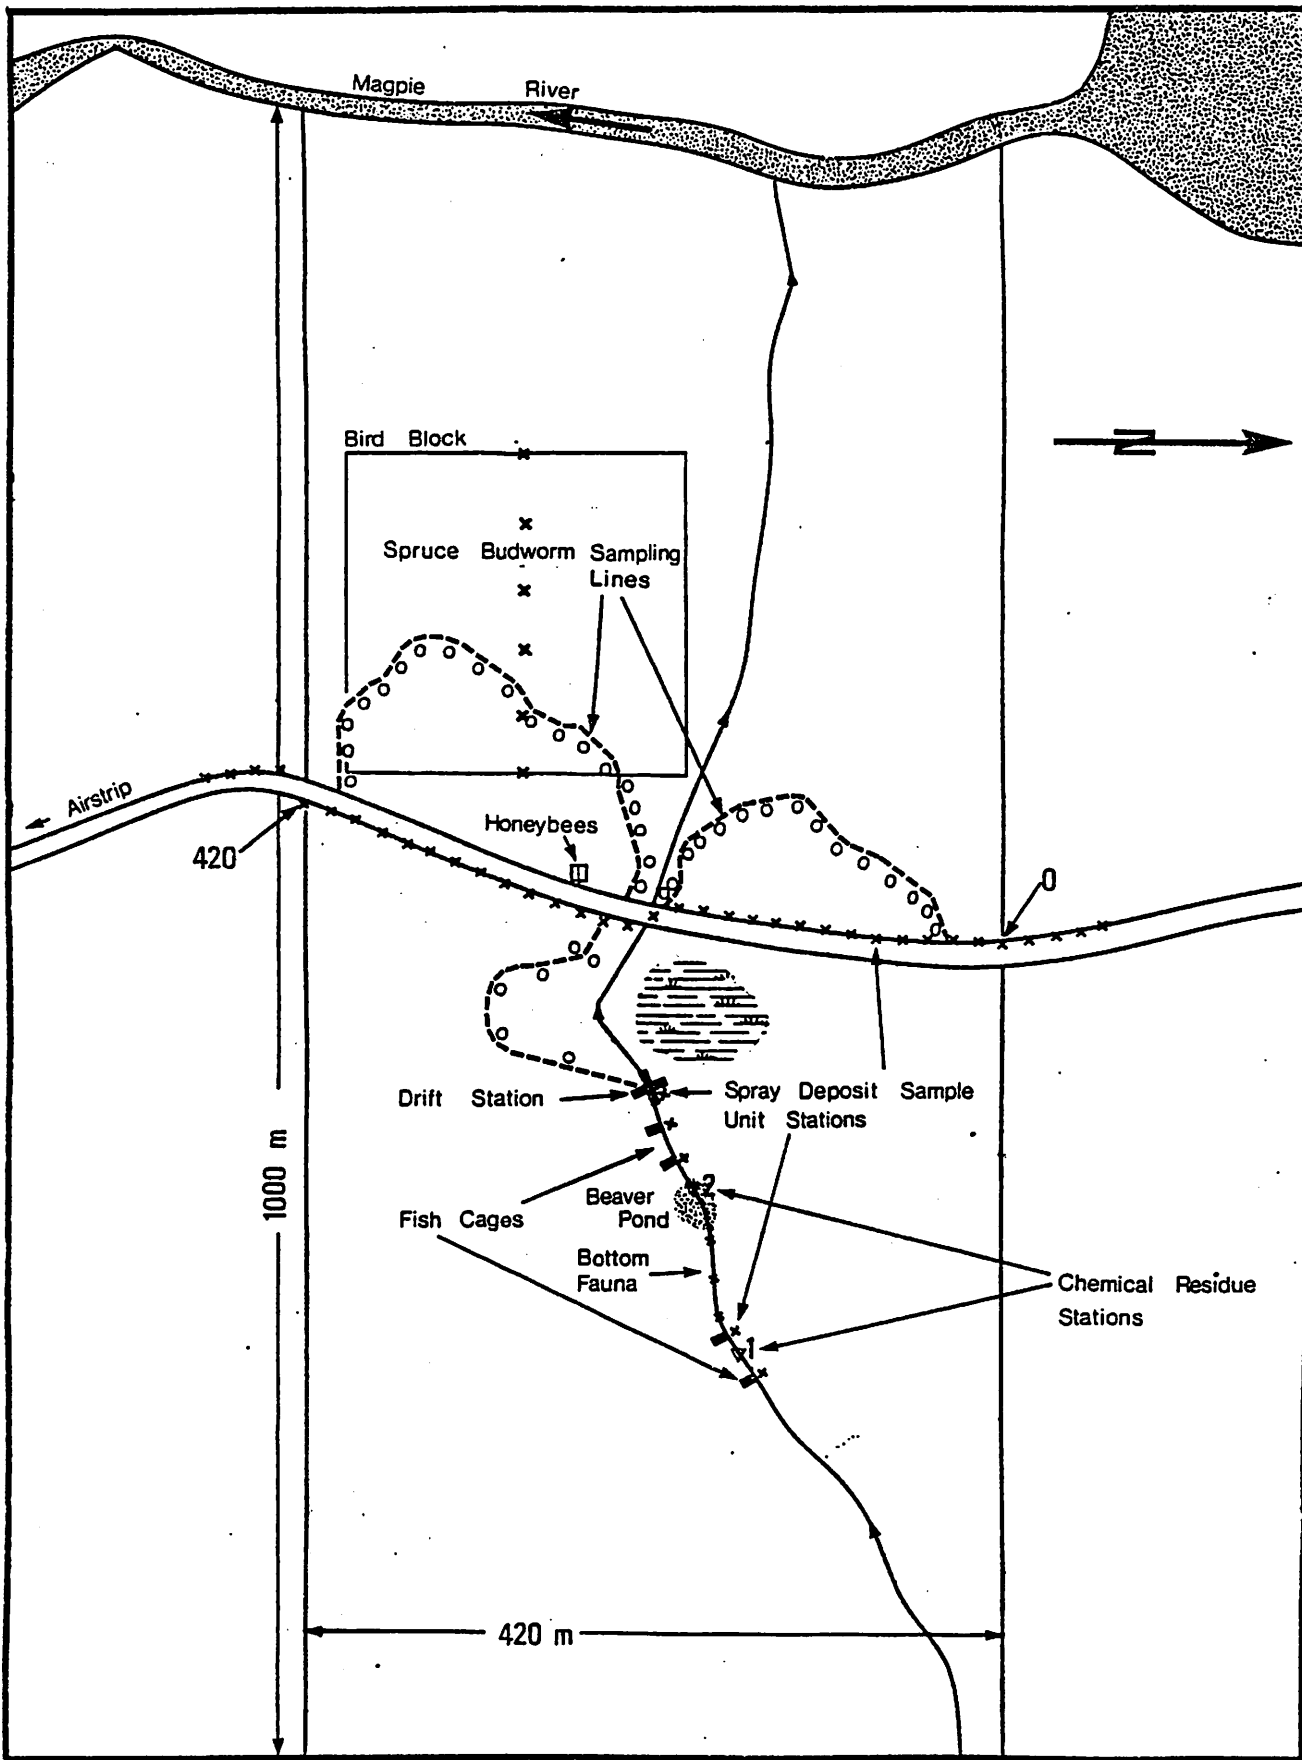 Magpie River
Bird Block
Spruce Budworm Sampling
Lines
N
Airstrip
Honeybees
420
0
Drift Station
Spray Deposit Sample
Unit Stations
1000 m
2
Beaver
Pond
Fish Cages
Bottom
Fauna
Chemical Residue
Stations
1
420 m